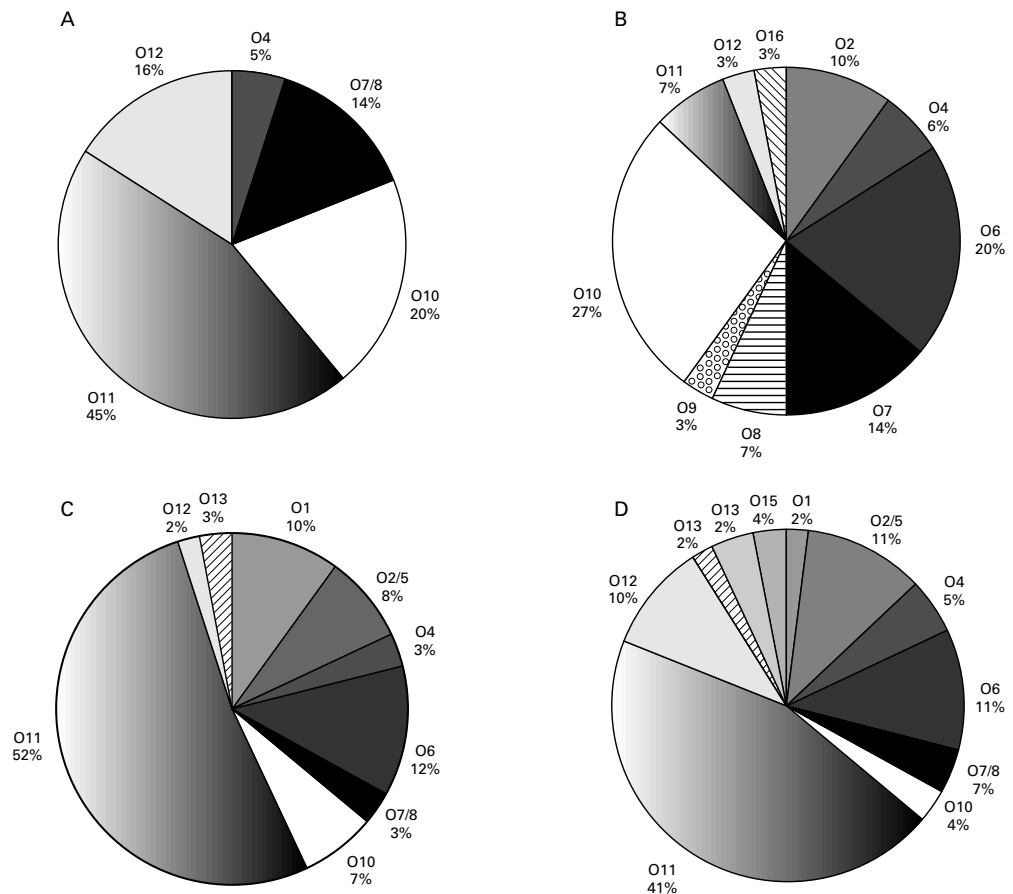 A
O4
5%
O7/8
14%
O10
20%
O11
45%
O12
16%
B
O2
10%
O4
6%
O6
20%
O7
14%
O8
7%
O9
3%
O10
27%
O11
7%
O12
3%
O16
3%
C
O1
10%
O2/5
8%
O4
3%
O6
12%
O7/8
3%
O10
7%
O11
52%
O12
2%
O13
3%
D
O1
2%
O2/5
11%
O4
5%
O6
11%
O7/8
7%
O10
4%
O11
41%
O12
10%
O13
2%
O13
2%
O15
4%